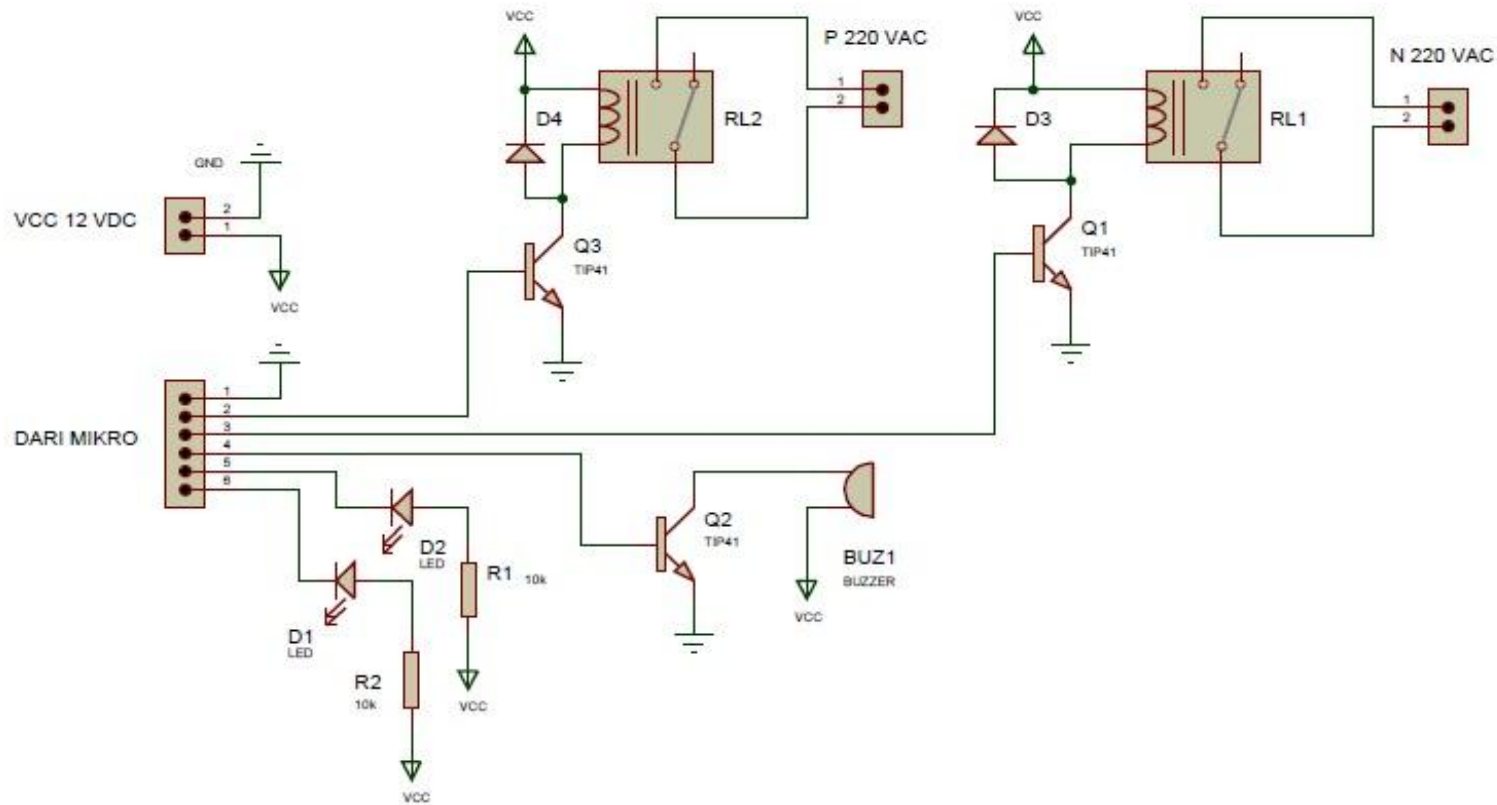 VCC
P 220 VAC
1
2
D4
RL2
VCC
N 220 VAC
1
2
D3
RL1
GND
VCC 12 VDC
2
1
VCC
Q3
TIP41
Q1
TIP41
DARI MIKRO
1
2
3
4
5
6
D2
LED
R1 10k
VCC
D1
LED
R2
10k
VCC
Q2
TIP41
BUZ1
BUZZER
VCC